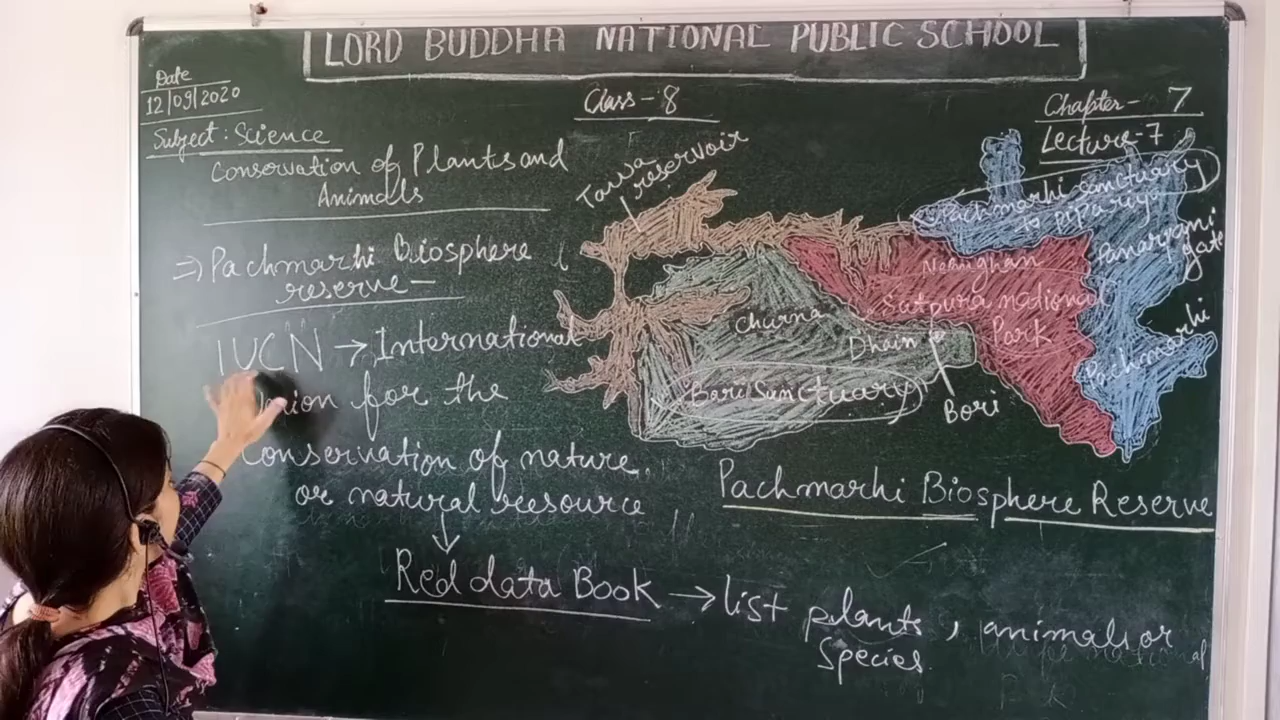 LORD BUDDHA NATIONAL PUBLIC SCHOOL
Date
12/09/2020
Class - 8
Chapter - 7
Subject : Science
Lecture - 7
Conservation of Plants and
Animals
⇒ Pachmarhi Biosphere
reserve -
IUCN → International
for the
Conservation of nature.
or natural resource
↓
Red data Book → list plants, animals or
Species.
Tawa
reservoir
Pachmarhi sanctuary
to pipariya
Panarpani
gate
Pachmarhi
Satpura national
Park
Churna
Dhain
Bori Sanctuary
Bori
Pachmarhi Biosphere Reserve